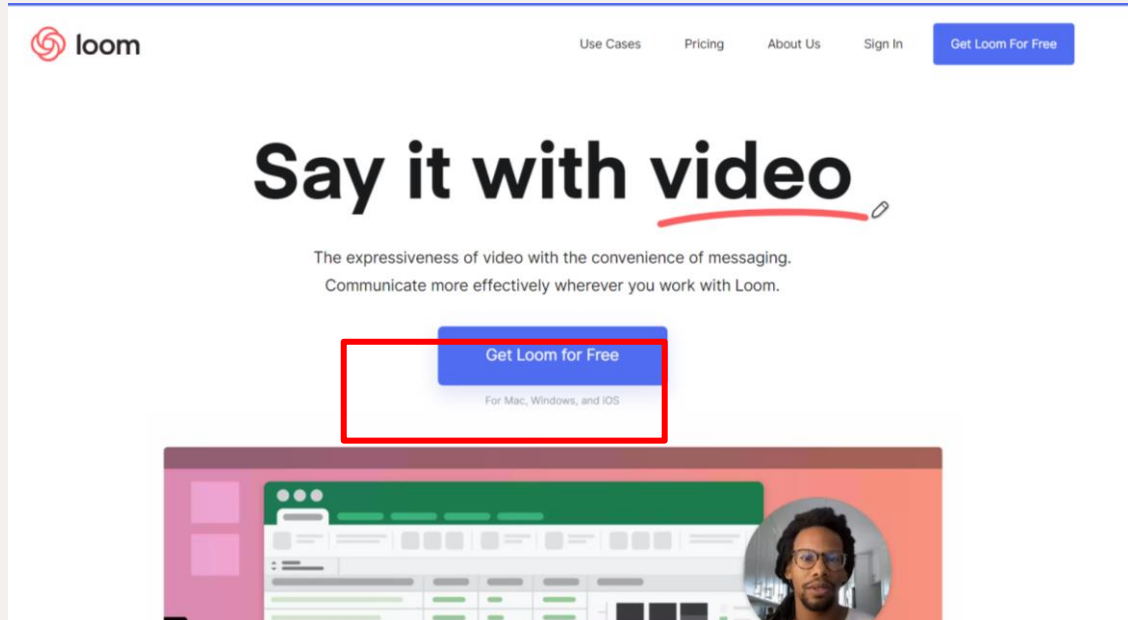 loom
Use Cases Pricing About Us Sign In Get Loom For Free
Say it with video
The expressiveness of video with the convenience of messaging.
Communicate more effectively wherever you work with Loom.
Get Loom for Free
For Mac, Windows, and iOS